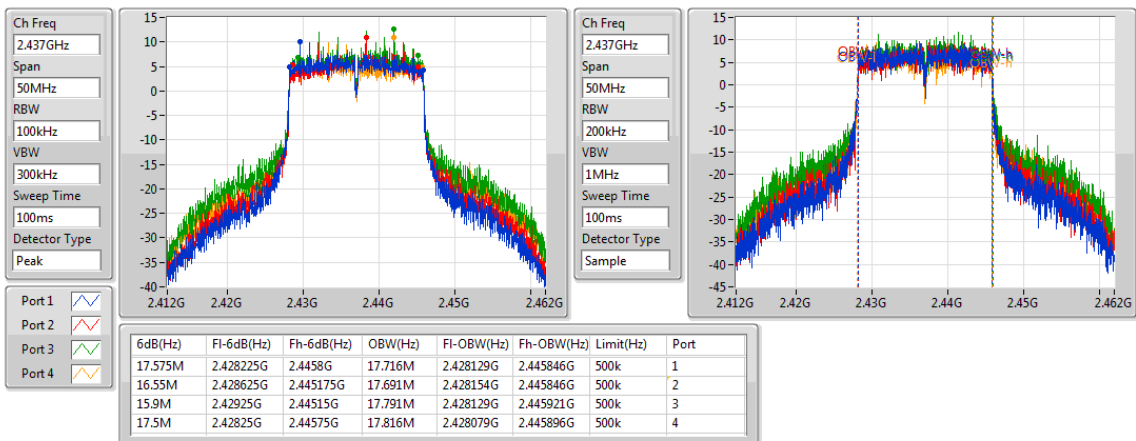 Ch Freq
2.437GHz
Span
50MHz
RBW
100kHz
VBW
300kHz
Sweep Time
100ms
Detector Type
Peak
15
10
5
0
-5
-10
-15
-20
-25
-30
-35
-40
2.412G 2.42G 2.43G 2.44G 2.45G 2.462G
Ch Freq
2.437GHz
Span
50MHz
RBW
200kHz
VBW
1MHz
Sweep Time
100ms
Detector Type
Sample
15
10
5
0
-5
-10
-15
-20
-25
-30
-35
-40
-45
2.412G 2.42G 2.43G 2.44G 2.45G 2.462G
Port 1
Port 2
Port 3
Port 4
6dB(Hz) Fl-6dB(Hz) Fh-6dB(Hz) OBW(Hz) Fl-OBW(Hz) Fh-OBW(Hz) Limit(Hz) Port
17.575M 2.428225G 2.4458G 17.716M 2.428129G 2.445846G 500k 1
16.55M 2.428625G 2.445175G 17.691M 2.428154G 2.445846G 500k 2
15.9M 2.42925G 2.44515G 17.791M 2.428129G 2.445921G 500k 3
17.5M 2.42825G 2.44575G 17.816M 2.428079G 2.445896G 500k 4